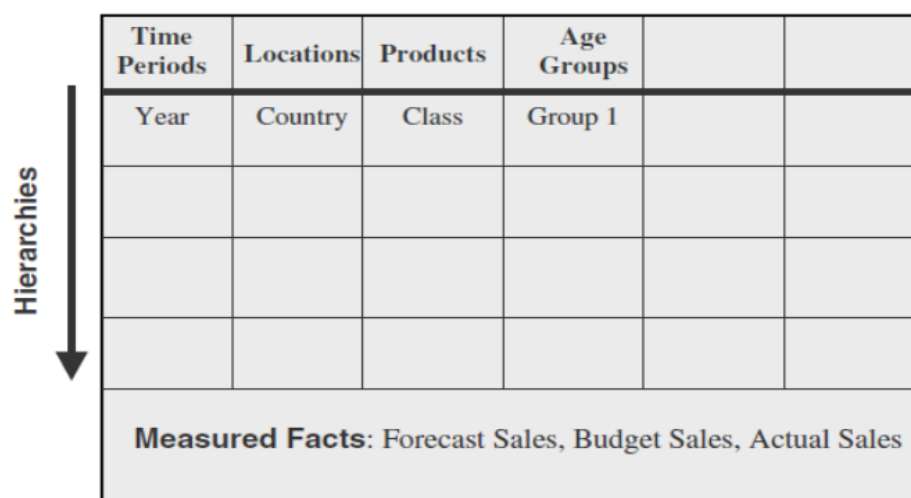 Time Periods
Locations
Products
Age Groups
Year
Country
Class
Group 1
Hierarchies
Measured Facts: Forecast Sales, Budget Sales, Actual Sales